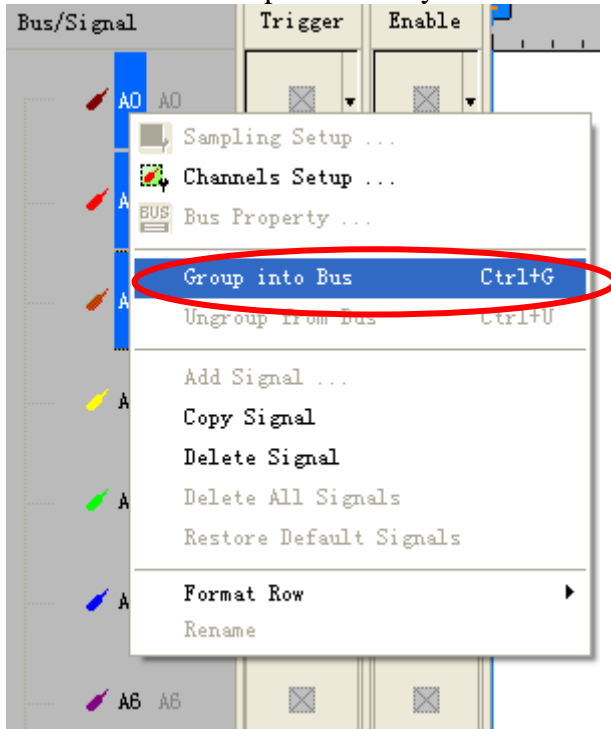 Bus/Signal Trigger Enable
A0 A0
Sampling Setup ...
Channels Setup ...
A
BUS Bus Property ...
Group into Bus Ctrl+G
A
Ungroup from Bus Ctrl+U
Add Signal ...
A
Copy Signal
Delete Signal
A
Delete All Signals
Restore Default Signals
A
Format Row
Rename
A6 A6